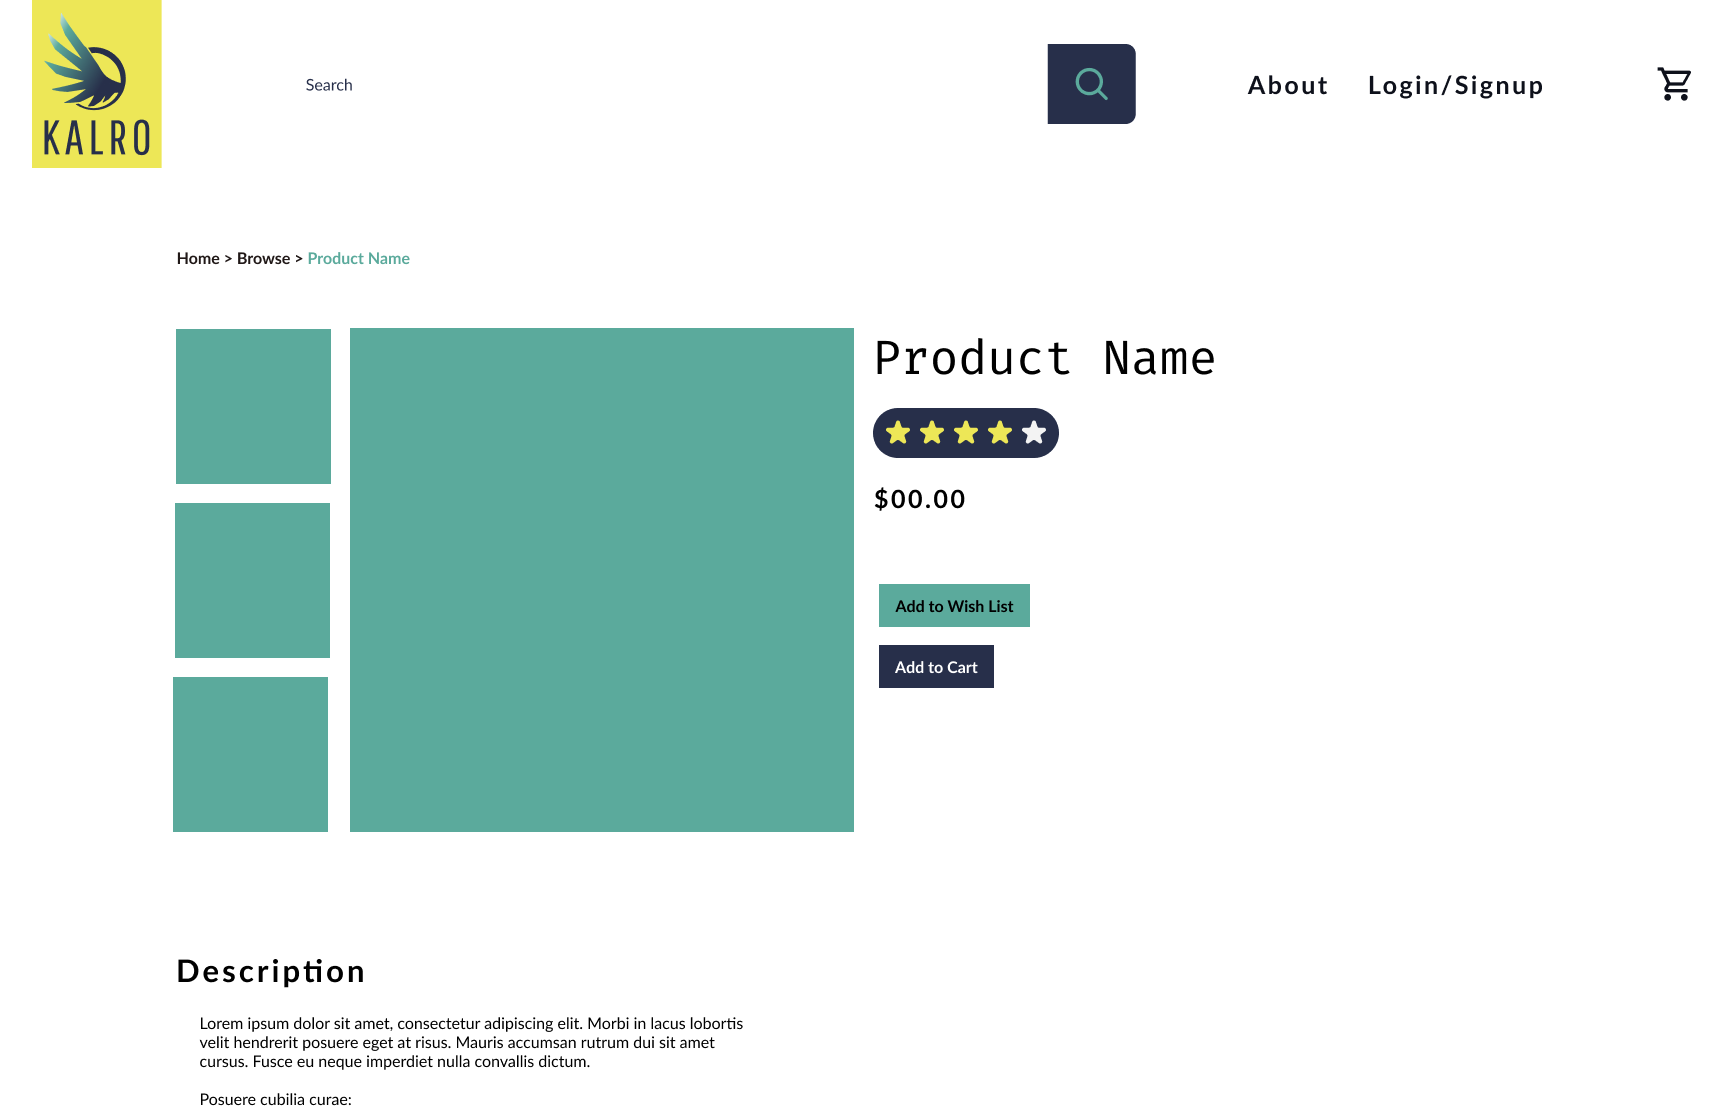 KALRO
Search
About
Login/Signup
Home > Browse > Product Name
Product Name
$00.00
Add to Wish List
Add to Cart
Description
Lorem ipsum dolor sit amet, consectetur adipiscing elit. Morbi in lacus lobortis
velit hendrerit posuere eget at risus. Mauris accumsan rutrum dui sit amet
cursus. Fusce eu neque imperdiet nulla convallis dictum.
Posuere cubilia curae: